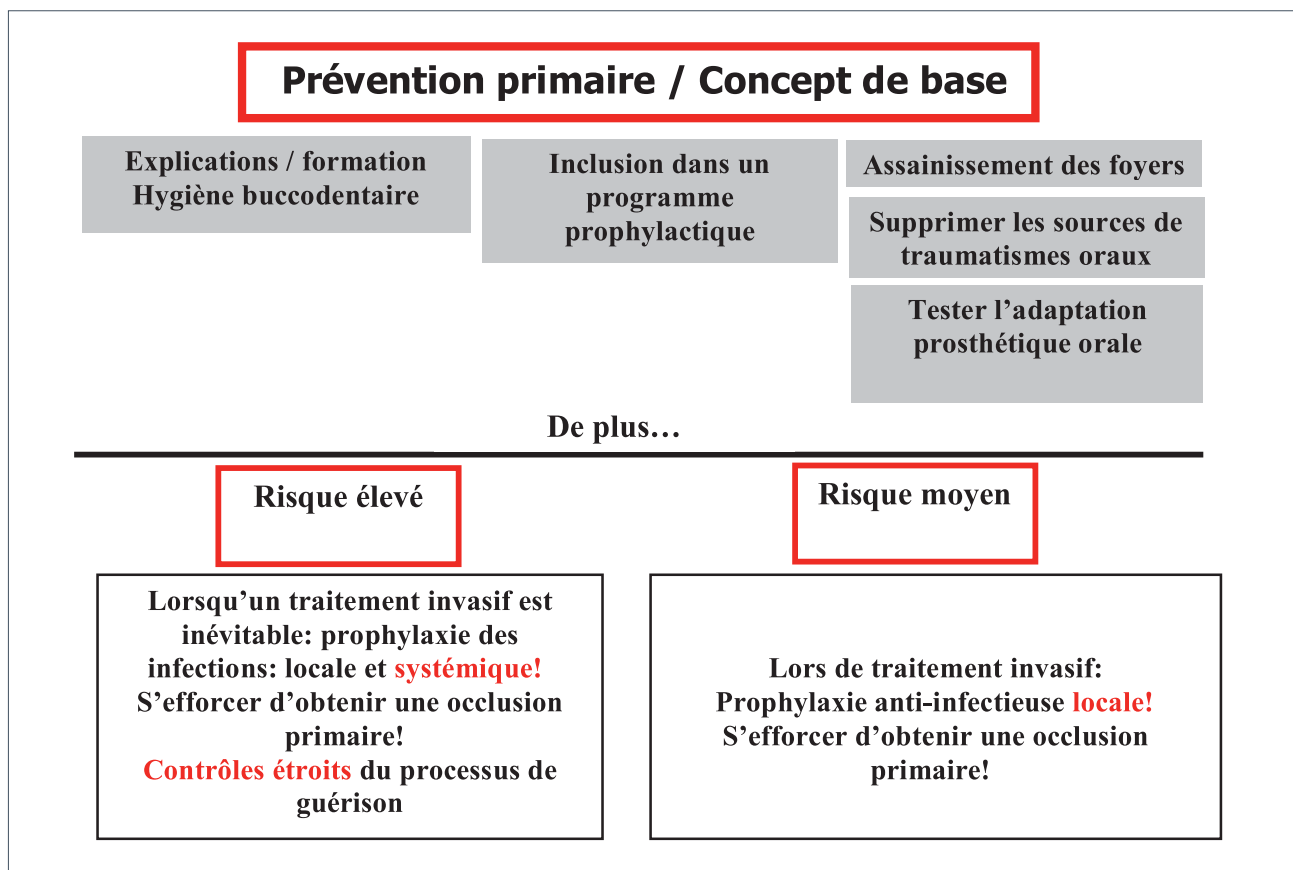 Prévention primaire / Concept de base
Explications / formation
Hygiène buccodentaire
Inclusion dans un
programme
prophylactique
Assainissement des foyers
Supprimer les sources de
traumatismes oraux
Tester l’adaptation
prosthétique orale
De plus…
Risque élevé
Risque moyen
Lorsqu’un traitement invasif est
inévitable: prophylaxie des
infections: locale et systémique!
S’efforcer d’obtenir une occlusion
primaire!
Contrôles étroits du processus de
guérison
Lors de traitement invasif:
Prophylaxie anti-infectieuse locale!
S’efforcer d’obtenir une occlusion
primaire!